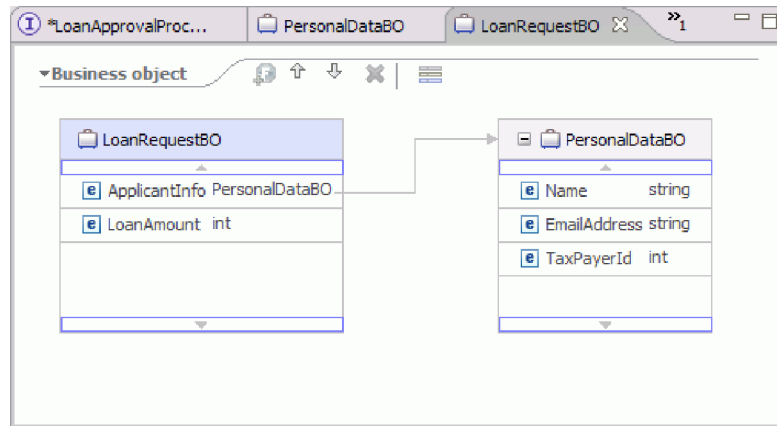 *LoanApprovalProc... PersonalDataBO LoanRequestBO »1
Business object
LoanRequestBO
e ApplicantInfo PersonalDataBO
e LoanAmount int
PersonalDataBO
e Name string
e EmailAddress string
e TaxPayerId int